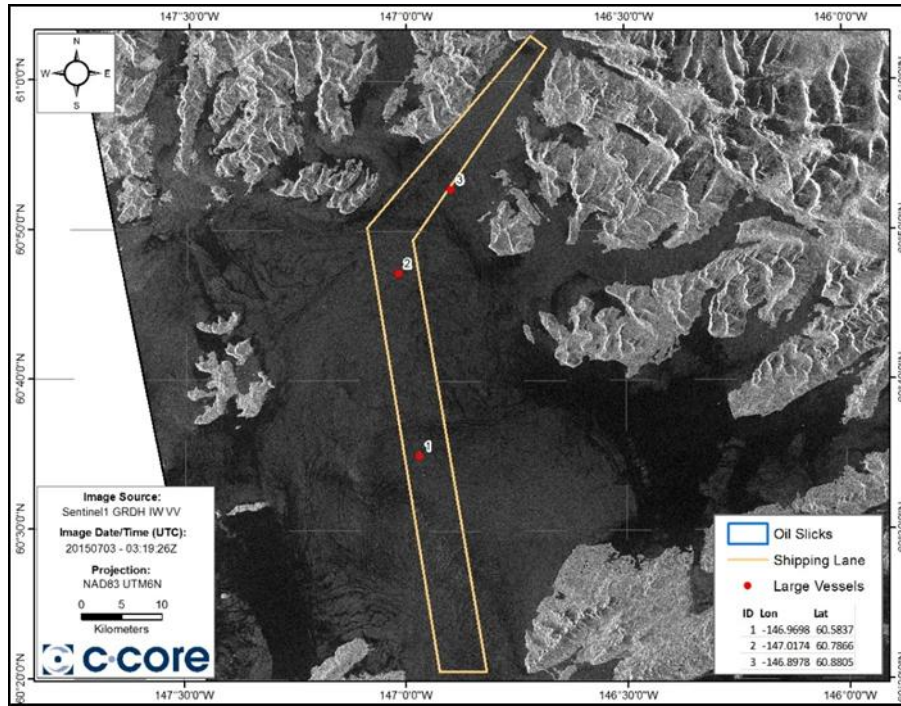 147°30'0"W 147°0'0"W 146°30'0"W 146°0'0"W
N
W E
S
61°0'0"N
60°50'0"N
60°40'0"N
60°30'0"N
60°20'0"N
3
2
1
Image Source:
Sentinel1 GRDH IW VV
Image Date/Time (UTC):
20150703 - 03:19:26Z
Projection:
NAD83 UTM6N
0 5 10
Kilometers
c-core
Oil Slicks
Shipping Lane
Large Vessels
ID Lon Lat
1 -146.9698 60.5837
2 -147.0174 60.7866
3 -146.8978 60.8805
147°30'0"W 147°0'0"W 146°30'0"W 146°0'0"W